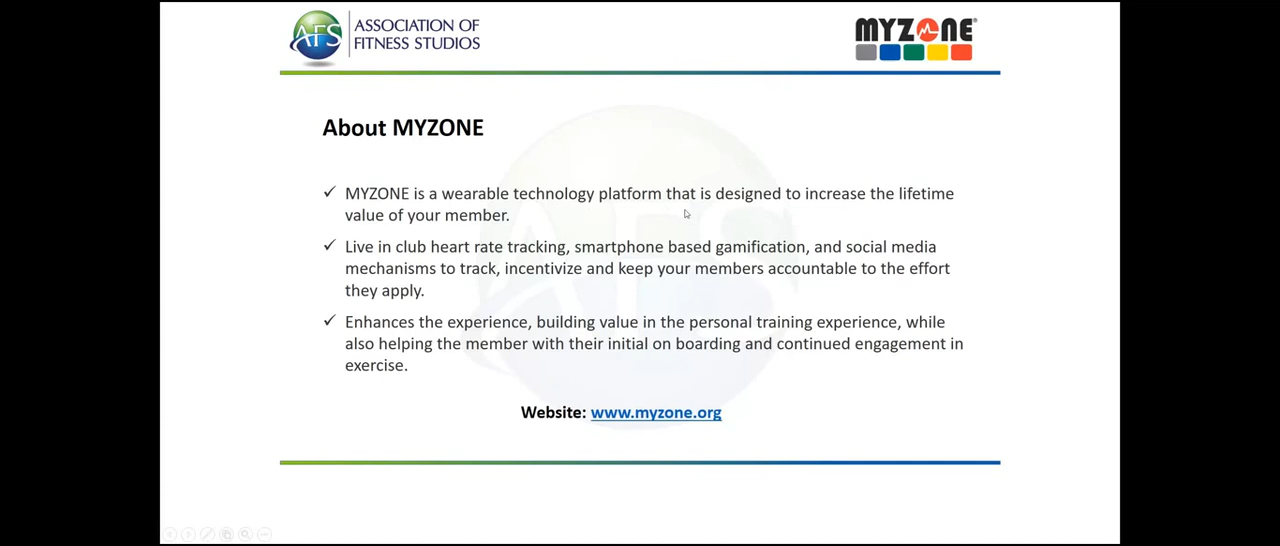 AFS
ASSOCIATION OF
FITNESS STUDIOS
MYZONE®
About MYZONE
✓ MYZONE is a wearable technology platform that is designed to increase the lifetime
value of your member.
✓ Live in club heart rate tracking, smartphone based gamification, and social media
mechanisms to track, incentivize and keep your members accountable to the effort
they apply.
✓ Enhances the experience, building value in the personal training experience, while
also helping the member with their initial on boarding and continued engagement in
exercise.
Website: www.myzone.org
AFS